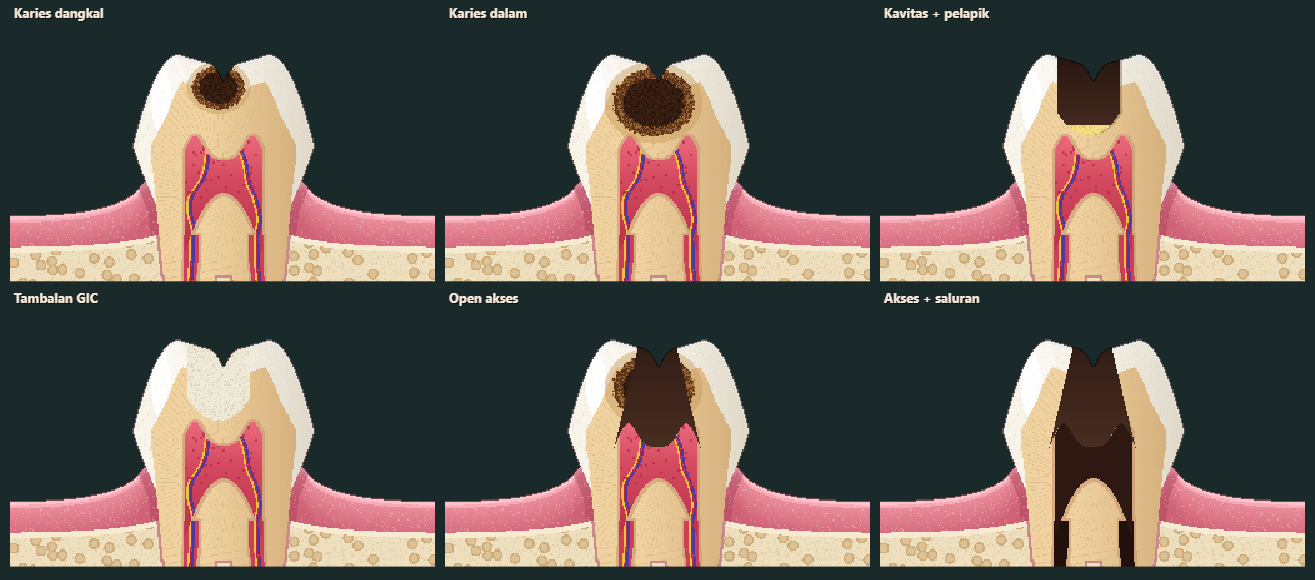 Karies dangkal
Karies dalam
Kavitas + pelapik
Tambalan GIC
Open akses
Akses + saluran